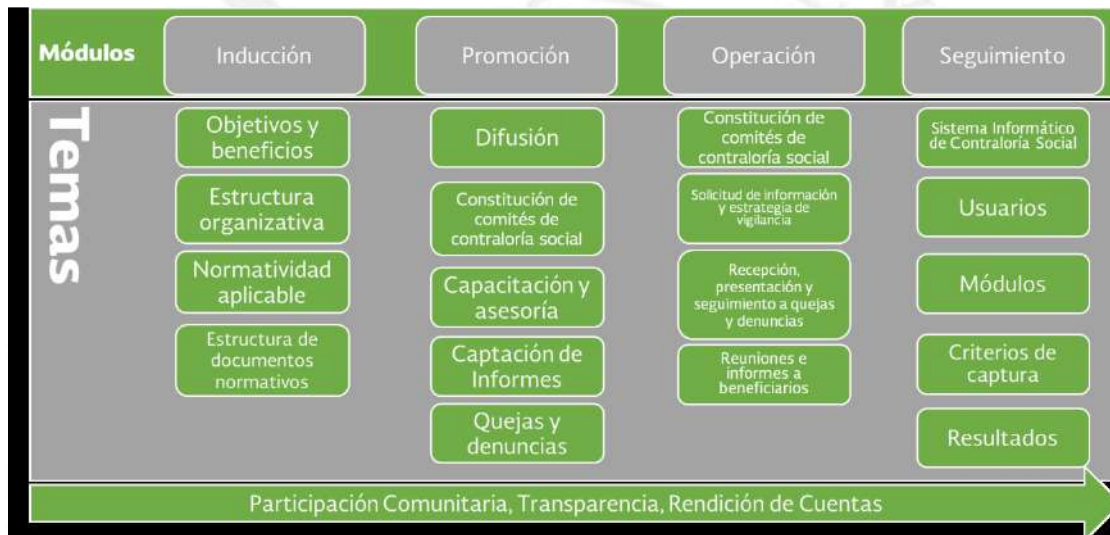 Módulos
Inducción
Promoción
Operación
Seguimiento
Temas
Objetivos y
beneficios
Estructura
organizativa
Normatividad
aplicable
Estructura de
documentos
normativos
Difusión
Constitución de
comités de
contraloría social
Capacitación y
asesoría
Captación de
Informes
Quejas y
denuncias
Constitución de
comités de
contraloría social
Solicitud de información
y estrategia de
vigilancia
Recepción,
presentación y
seguimiento a quejas
y denuncias
Reuniones e
informes a
beneficiarios
Sistema Informático
de Contraloría Social
Usuarios
Módulos
Criterios de
captura
Resultados
Participación Comunitaria, Transparencia, Rendición de Cuentas